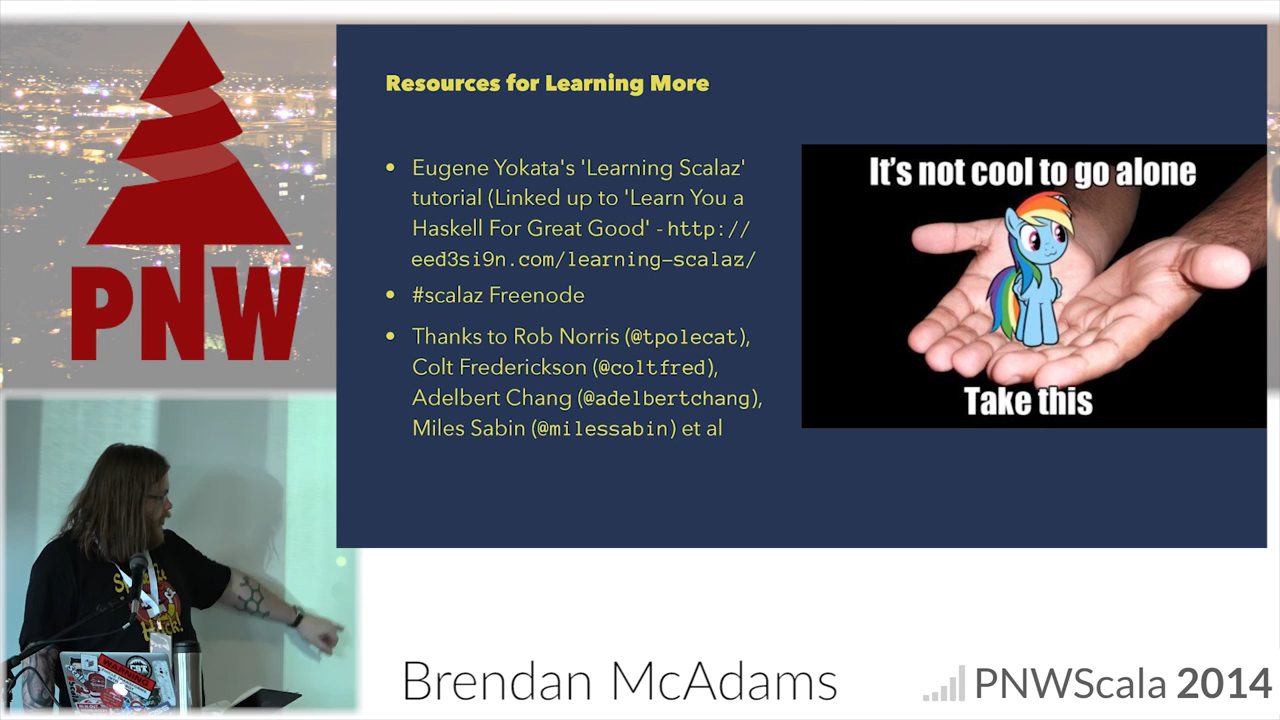 PNW
Resources for Learning More
• Eugene Yokata's 'Learning Scalaz'
tutorial (Linked up to 'Learn You a
Haskell For Great Good' - http://
eed3si9n.com/learning-scalaz/
• #scalaz Freenode
• Thanks to Rob Norris (@tpolecat),
Colt Frederickson (@coltfred),
Adelbert Chang (@adelbertchang),
Miles Sabin (@milessabin) et al
It's not cool to go alone
Take this
WARNING
Brendan McAdams
PNWScala 2014